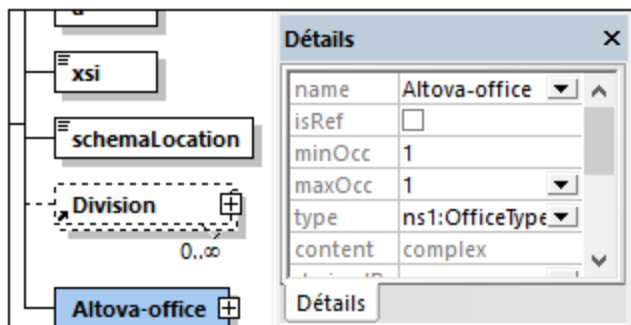 xsi
schemaLocation
Division
0..∞
Altova-office
Détails
name Altova-office
isRef
minOcc 1
maxOcc 1
type ns1:OfficeType
content complex
Détails